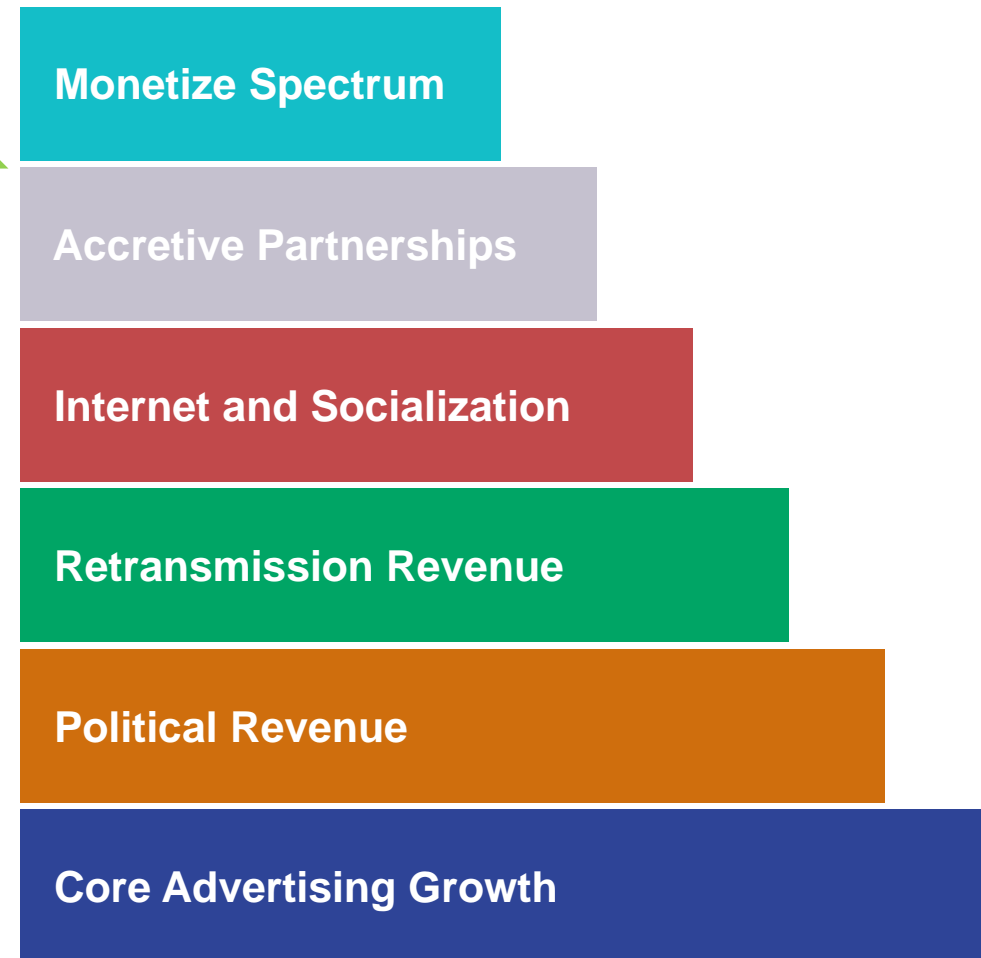 Monetize Spectrum
Accretive Partnerships
Internet and Socialization
Retransmission Revenue
Political Revenue
Core Advertising Growth